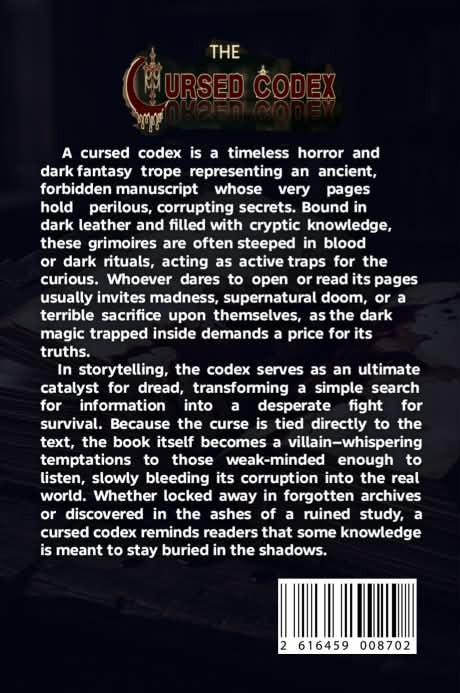 THE
CURSED CODEX
A cursed codex is a timeless horror and
dark fantasy trope representing an ancient,
forbidden manuscript whose very pages
hold perilous, corrupting secrets. Bound in
dark leather and filled with cryptic knowledge,
these grimoires are often steeped in blood
or dark rituals, acting as active traps for the
curious. Whoever dares to open or read its pages
usually invites madness, supernatural doom, or a
terrible sacrifice upon themselves, as the dark
magic trapped inside demands a price for its
truths.
In storytelling, the codex serves as an ultimate
catalyst for dread, transforming a simple search
for information into a desperate fight for
survival. Because the curse is tied directly to the
text, the book itself becomes a villain—whispering
temptations to those weak-minded enough to
listen, slowly bleeding its corruption into the real
world. Whether locked away in forgotten archives
or discovered in the ashes of a ruined study, a
cursed codex reminds readers that some knowledge
is meant to stay buried in the shadows.
2 616459 008702